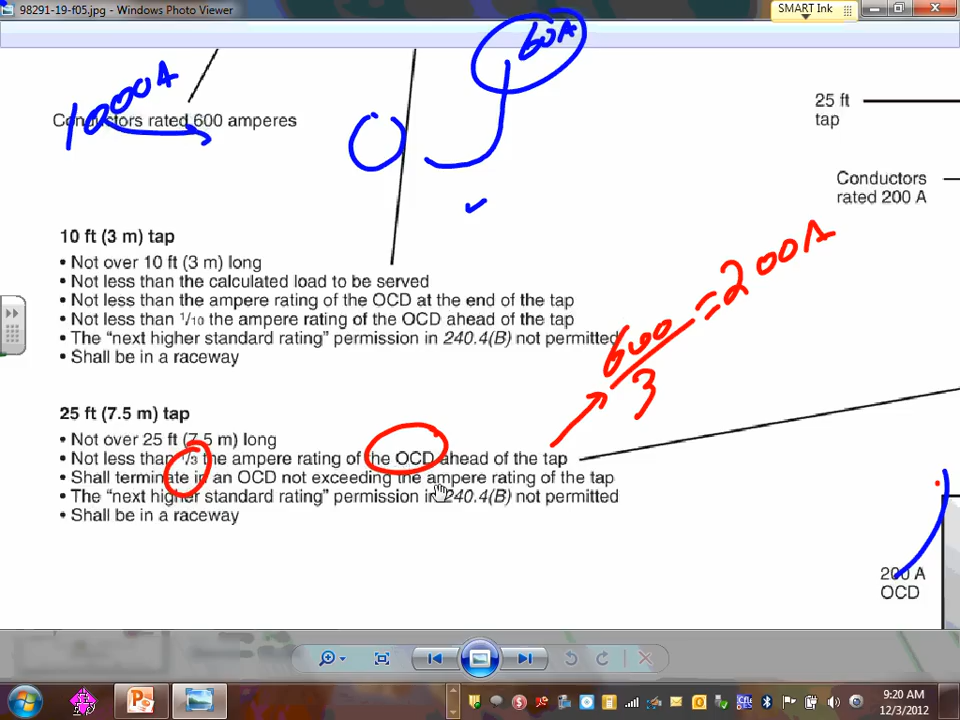 98291-19-f05.jpg - Windows Photo Viewer
SMART Ink
1000A
60A
Conductors rated 600 amperes
25 ft
tap
Conductors
rated 200 A
10 ft (3 m) tap
• Not over 10 ft (3 m) long
• Not less than the calculated load to be served
• Not less than the ampere rating of the OCD at the end of the tap
• Not less than 1/10 the ampere rating of the OCD ahead of the tap
• The "next higher standard rating" permission in 240.4(B) not permitted
• Shall be in a raceway
600/3 = 200A
25 ft (7.5 m) tap
• Not over 25 ft (7.5 m) long
• Not less than 1/3 the ampere rating of the OCD ahead of the tap
• Shall terminate in an OCD not exceeding the ampere rating of the tap
• The "next higher standard rating" permission in 240.4(B) not permitted
• Shall be in a raceway
200 A
OCD
9:20 AM
12/3/2012